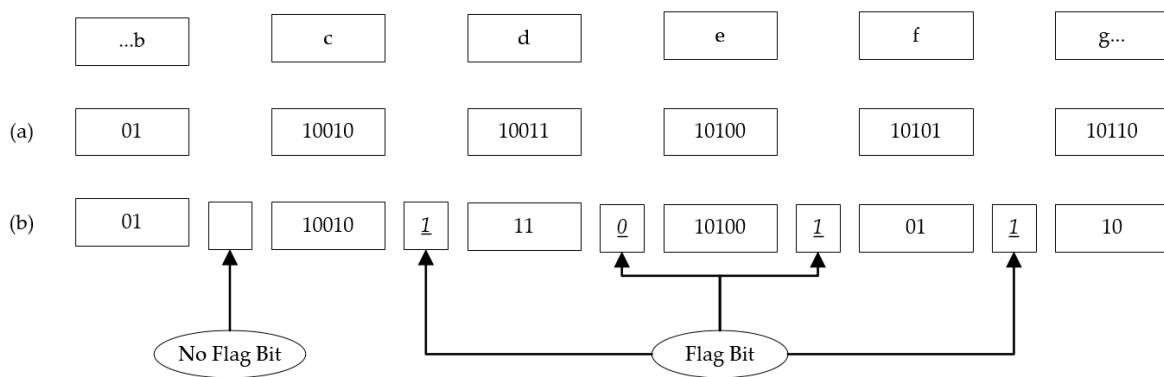 ...b c d e f g...
(a) 01 10010 10011 10100 10101 10110
(b) 01 10010 1 11 0 10100 1 01 1 10
No Flag Bit Flag Bit